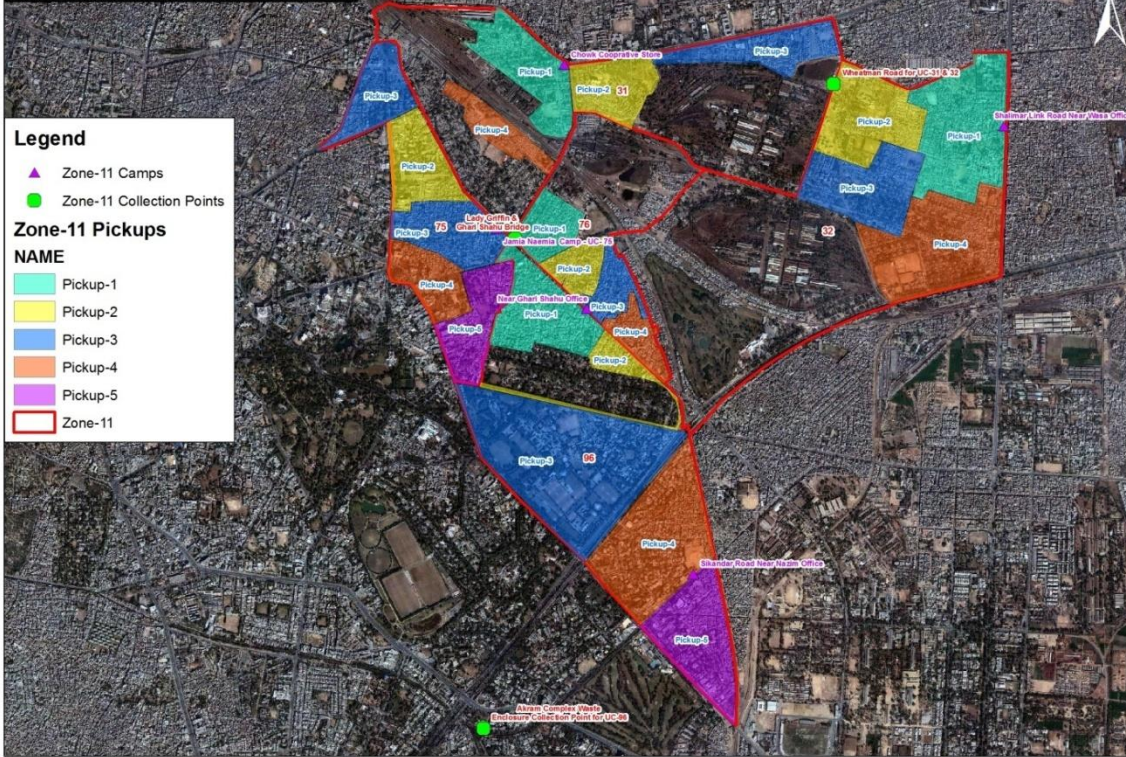 Chowk Cooprative Store
Pickup-3
Pickup-1
Wheatman Road for UC-31 & 32
Pickup-2
31
Pickup-3
Shalimar Link Road Near Wasa Offic
Pickup-2
Pickup-1
Pickup-4
Pickup-2
Pickup-3
Lady Griffin &
Ghari Shahu Bridge
76
75
Pickup-3
Pickup-1
32
Jamia Naemia Camp - UC- 75
Pickup-4
Pickup-2
Pickup-4
Near Ghari Shahu Office
Pickup-3
Pickup-1
Pickup-5
Pickup-4
Pickup-2
Pickup-3
96
Pickup-4
Sikandar Road Near Nazim Office
Pickup-5
Akram Complex Waste
Enclosure Collection Point for UC-96
Legend
Zone-11 Camps
Zone-11 Collection Points
Zone-11 Pickups
NAME
Pickup-1
Pickup-2
Pickup-3
Pickup-4
Pickup-5
Zone-11